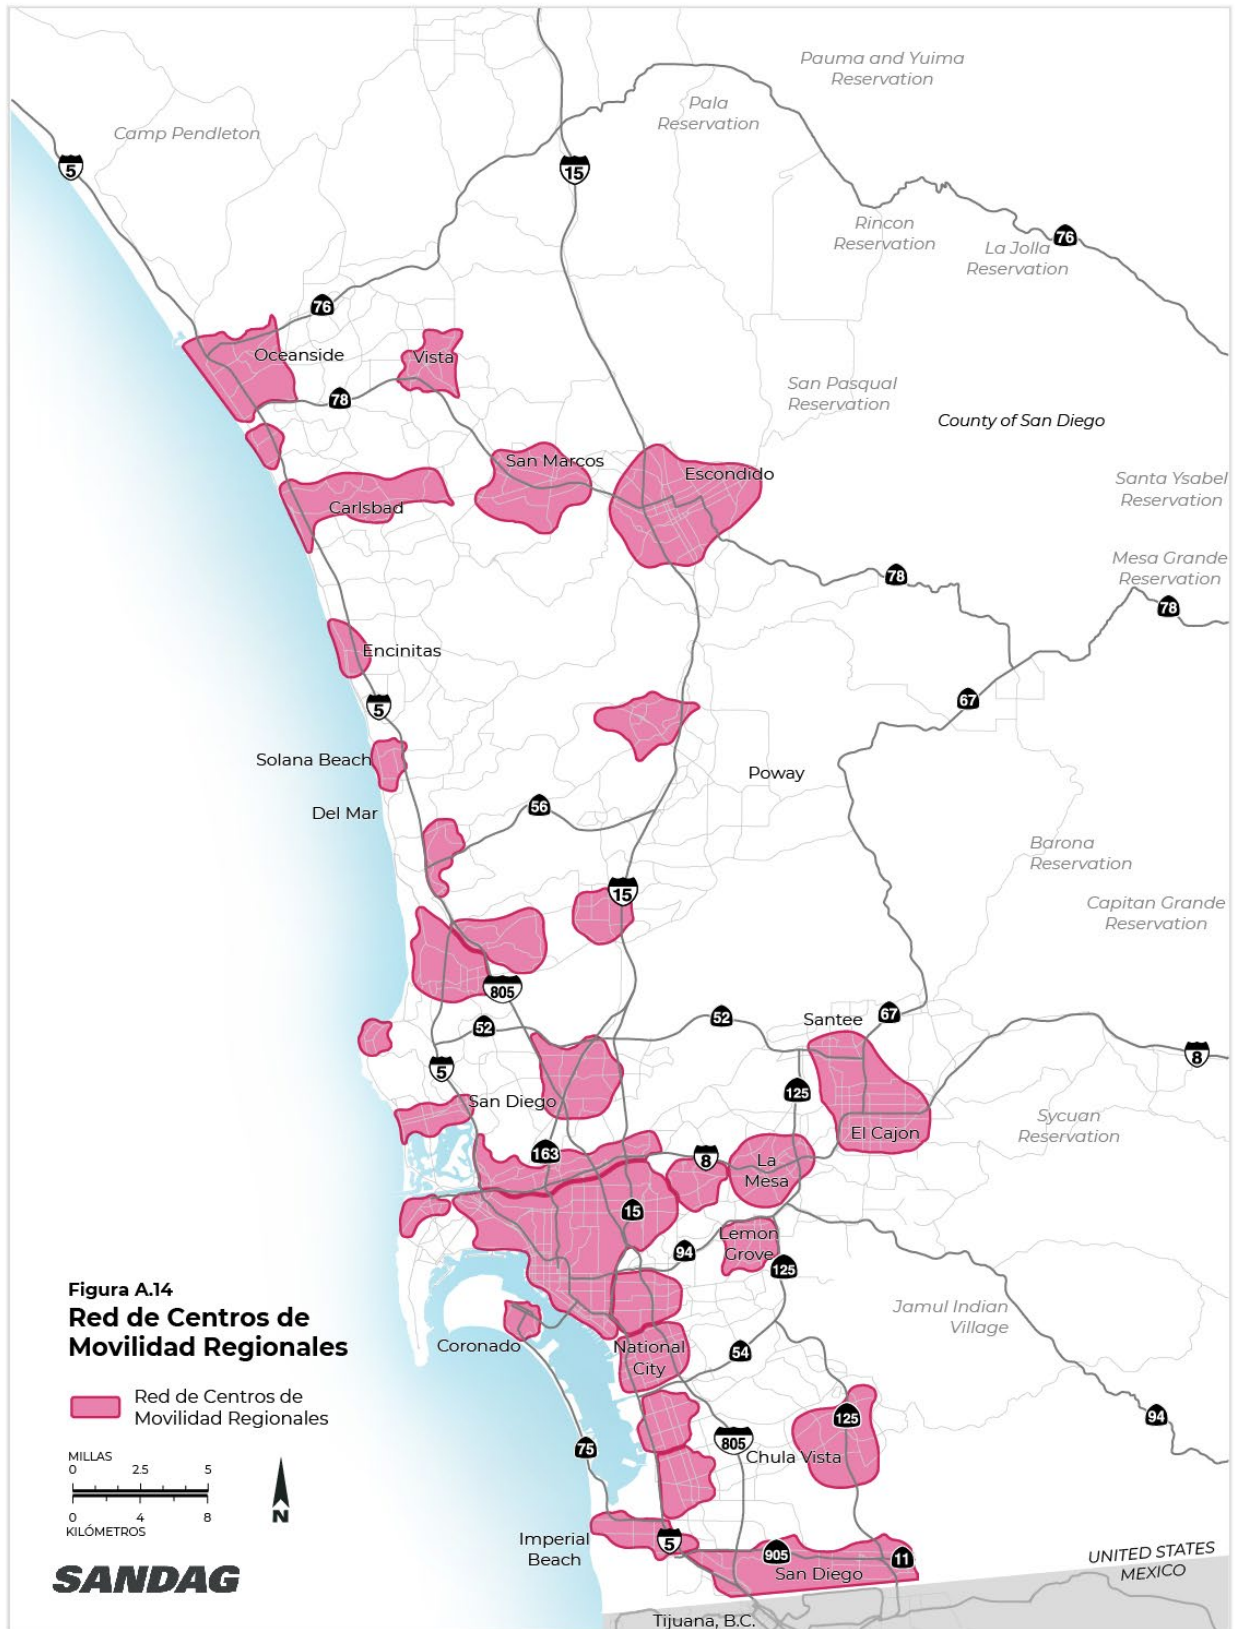 Pauma and Yuima
Reservation
Pala
Reservation
Camp Pendleton
5
15
Rincon
Reservation
La Jolla
Reservation
76
76
Oceanside
Vista
78
San Pasqual
Reservation
County of San Diego
San Marcos
Escondido
Carlsbad
Santa Ysabel
Reservation
Mesa Grande
Reservation
78
78
Encinitas
67
5
Solana Beach
Poway
56
Del Mar
Barona
Reservation
15
Capitan Grande
Reservation
805
52
52
Santee
67
8
5
125
San Diego
Sycuan
Reservation
El Cajon
163
8
La
Mesa
15
Lemon
Grove
94
125
Figura A.14
Red de Centros de
Movilidad Regionales
Jamul Indian
Village
Coronado
National
City
54
Red de Centros de
Movilidad Regionales
125
94
805
75
Chula Vista
MILLAS
0 2.5 5
0 4 8
KILÓMETROS
N
Imperial
Beach
5
905
11
San Diego
UNITED STATES
MEXICO
SANDAG
Tijuana, B.C.